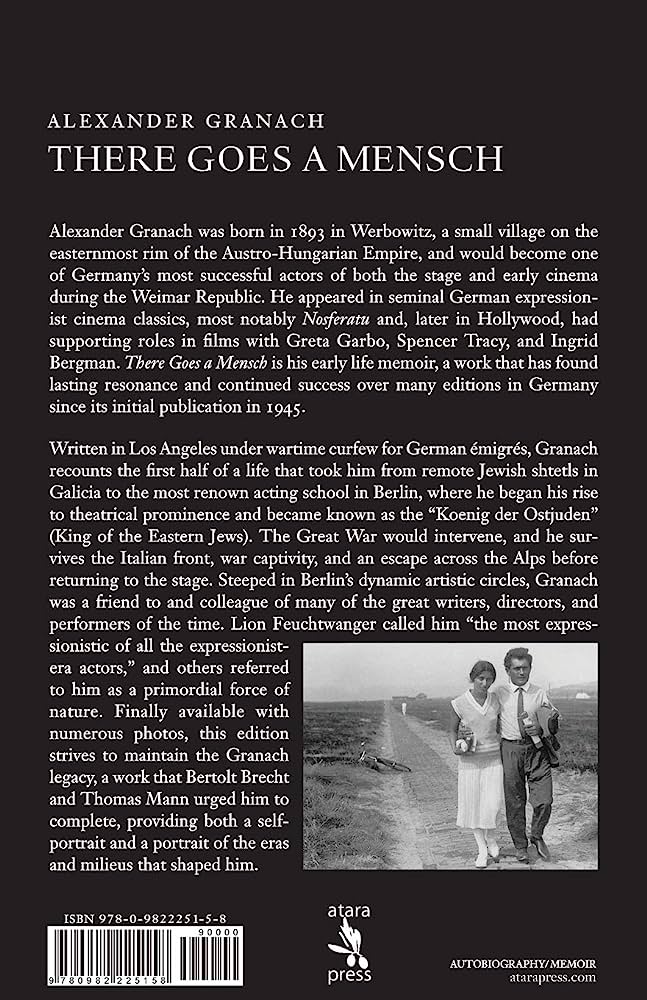 ALEXANDER GRANACH
THERE GOES A MENSCH
Alexander Granach was born in 1893 in Werbowitz, a small village on the
easternmost rim of the Austro-Hungarian Empire, and would become one
of Germany's most successful actors of both the stage and early cinema
during the Weimar Republic. He appeared in seminal German expression-
ist cinema classics, most notably Nosferatu and, later in Hollywood, had
supporting roles in films with Greta Garbo, Spencer Tracy, and Ingrid
Bergman. There Goes a Mensch is his early life memoir, a work that has found
lasting resonance and continued success over many editions in Germany
since its initial publication in 1945.
Written in Los Angeles under wartime curfew for German émigrés, Granach
recounts the first half of a life that took him from remote Jewish shtetls in
Galicia to the most renown acting school in Berlin, where he began his rise
to theatrical prominence and became known as the “Koenig der Ostjuden”
(King of the Eastern Jews). The Great War would intervene, and he sur-
vives the Italian front, war captivity, and an escape across the Alps before
returning to the stage. Steeped in Berlin's dynamic artistic circles, Granach
was a friend to and colleague of many of the great writers, directors, and
performers of the time. Lion Feuchtwanger called him “the most expres-
sionistic of all the expressionist-
era actors,” and others referred
to him as a primordial force of
nature. Finally available with
numerous photos, this edition
strives to maintain the Granach
legacy, a work that Bertolt Brecht
and Thomas Mann urged him to
complete, providing both a self-
portrait and a portrait of the eras
and milieus that shaped him.
ISBN 978-0-9822251-5-8
90000
9 780982 225158
atara
press
AUTOBIOGRAPHY/MEMOIR
atarapress.com